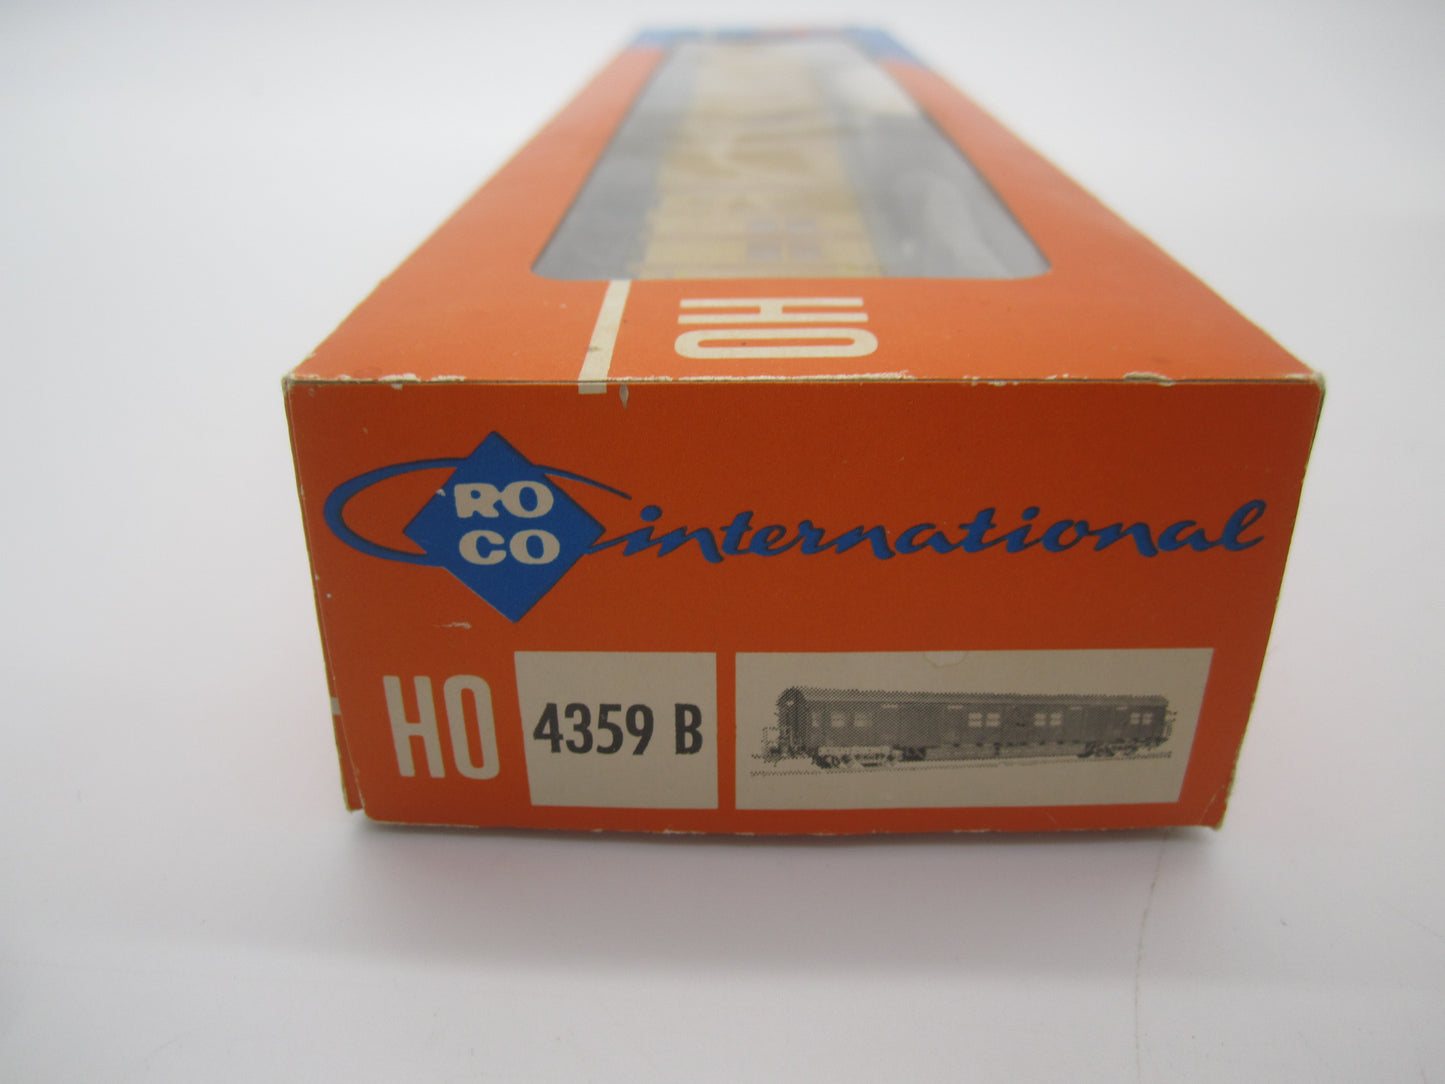 HO
RO
CO
international
HO
4359 B